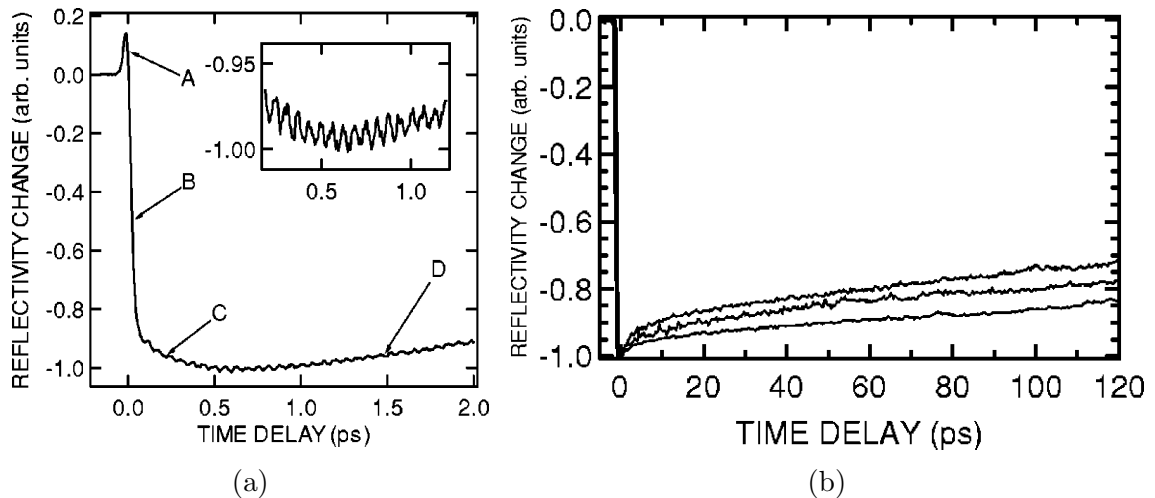 REFLECTIVITY CHANGE (arb. units)
0.2
0.0
-0.2
-0.4
-0.6
-0.8
-1.0
A
B
C
D
-0.95
-1.00
0.5
1.0
0.0
0.5
1.0
1.5
2.0
TIME DELAY (ps)
(a)
REFLECTIVITY CHANGE (arb. units)
0.0
-0.2
-0.4
-0.6
-0.8
-1.0
0
20
40
60
80
100
120
TIME DELAY (ps)
(b)